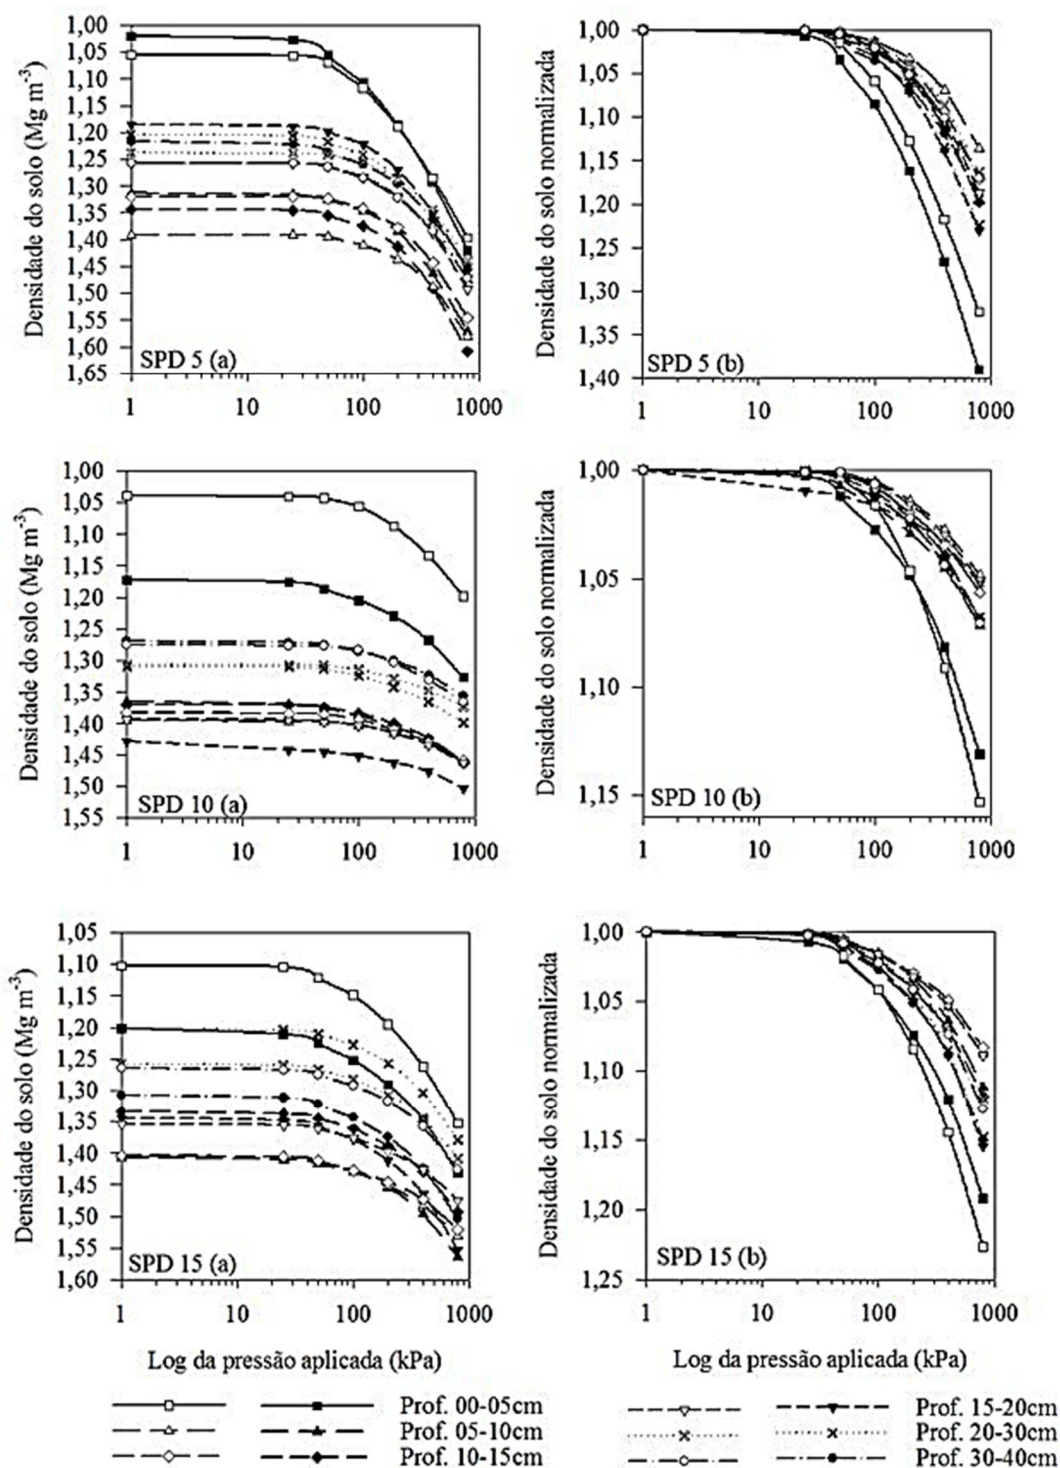 Densidade do solo (Mg m⁻³)
1,00
1,05
1,10
1,15
1,20
1,25
1,30
1,35
1,40
1,45
1,50
1,55
1,60
1,65
SPD 5 (a)
1 10 100 1000
Densidade do solo normalizada
1,00
1,05
1,10
1,15
1,20
1,25
1,30
1,35
1,40
SPD 5 (b)
1 10 100 1000
Densidade do solo (Mg m⁻³)
1,00
1,05
1,10
1,15
1,20
1,25
1,30
1,35
1,40
1,45
1,50
1,55
SPD 10 (a)
1 10 100 1000
Densidade do solo normalizada
1,00
1,05
1,10
1,15
SPD 10 (b)
1 10 100 1000
Densidade do solo (Mg m⁻³)
1,05
1,10
1,15
1,20
1,25
1,30
1,35
1,40
1,45
1,50
1,55
1,60
SPD 15 (a)
1 10 100 1000
Log da pressão aplicada (kPa)
Densidade do solo normalizada
1,00
1,05
1,10
1,15
1,20
1,25
SPD 15 (b)
1 10 100 1000
Log da pressão aplicada (kPa)
Prof. 00-05cm
Prof. 05-10cm
Prof. 10-15cm
Prof. 15-20cm
Prof. 20-30cm
Prof. 30-40cm